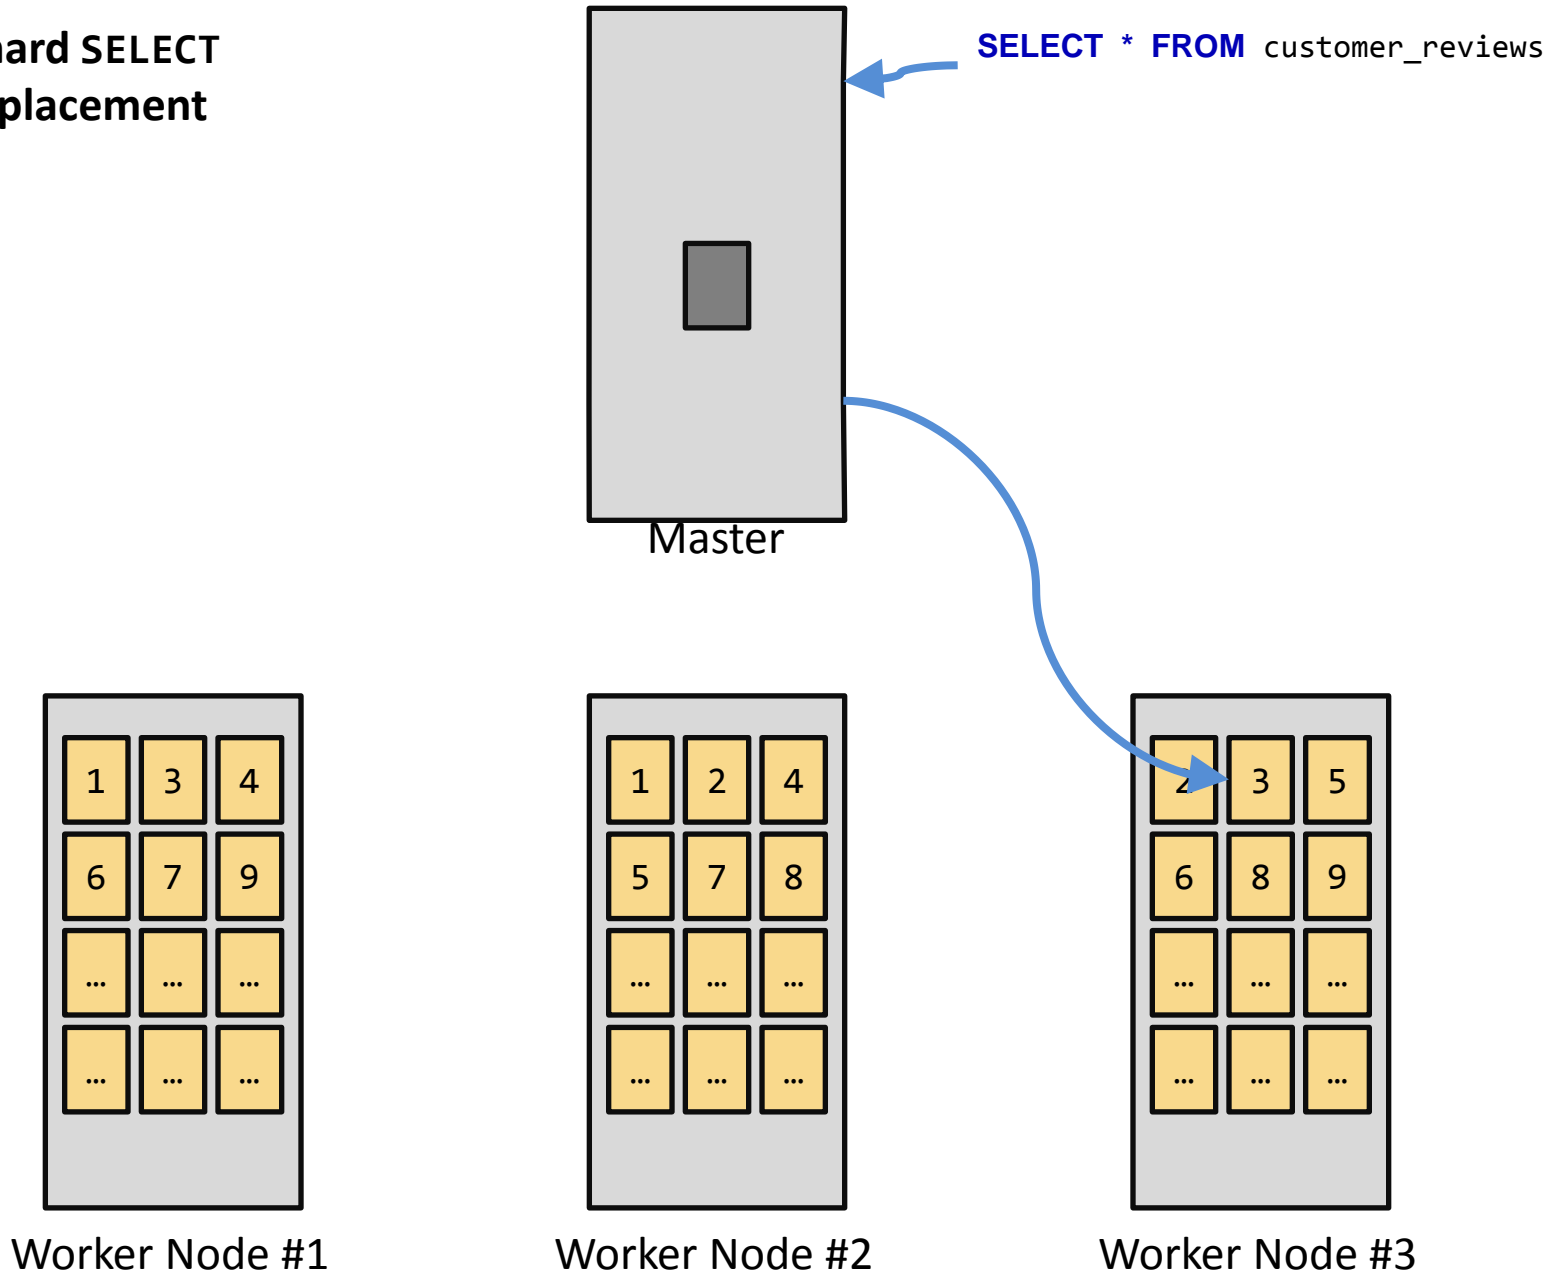 SELECT
placement
SELECT * FROM customer_reviews
Master
1 3 4
6 7 9
... ... ...
... ... ...
Worker Node #1
1 2 4
5 7 8
... ... ...
... ... ...
Worker Node #2
2 3 5
6 8 9
... ... ...
... ... ...
Worker Node #3